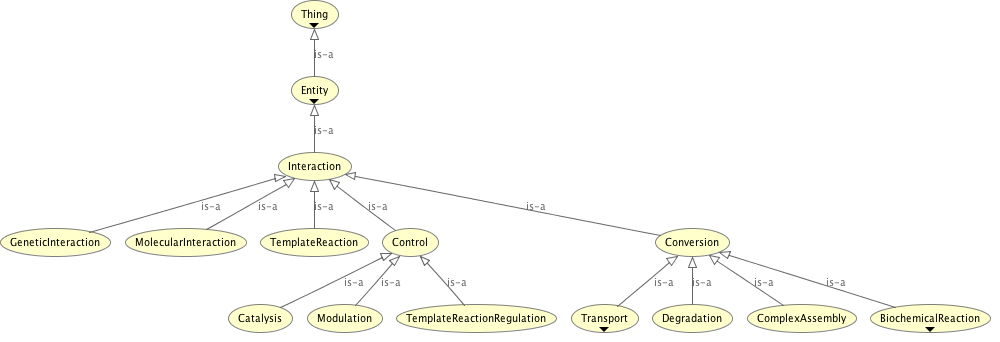 Thing
is-a
Entity
is-a
Interaction
is-a is-a is-a is-a is-a
GeneticInteraction MolecularInteraction TemplateReaction Control Conversion
is-a is-a is-a is-a is-a is-a is-a
Catalysis Modulation TemplateReactionRegulation Transport Degradation ComplexAssembly BiochemicalReaction